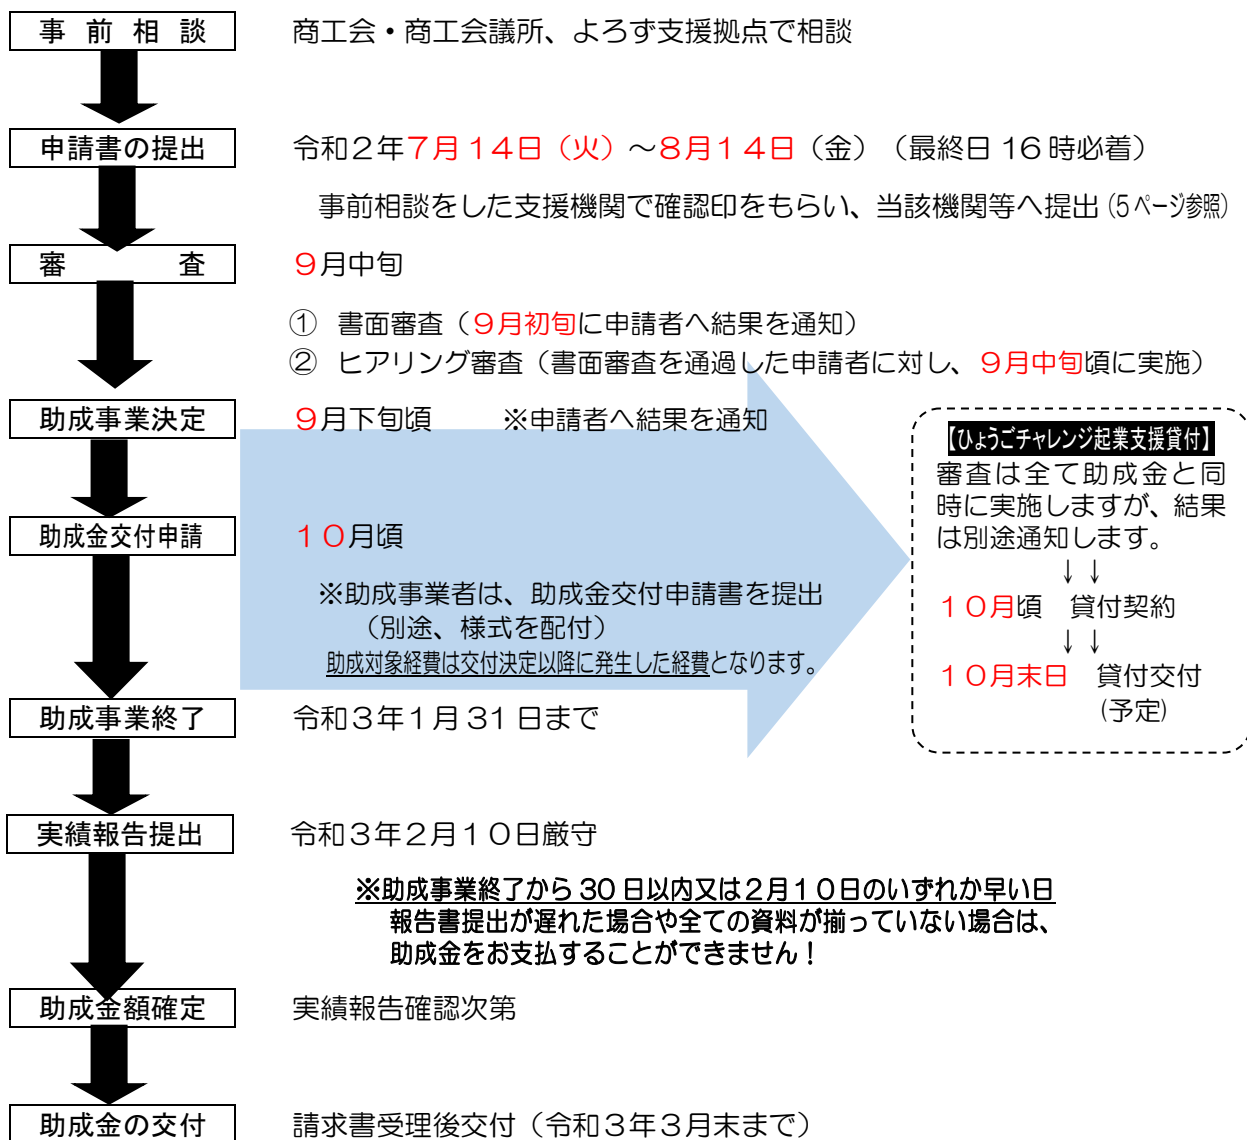 事前相談　商工会・商工会議所、よろず支援拠点で相談
申請書の提出　令和２年７月１４日（火）～８月１４日（金）（最終日 16 時必着）
事前相談をした支援機関で確認印をもらい、当該機関等へ提出（5 ページ参照）
審　査　９月中旬
① 書面審査（９月初旬に申請者へ結果を通知）
② ヒアリング審査（書面審査を通過した申請者に対し、９月中旬頃に実施）
助成事業決定　９月下旬頃　※申請者へ結果を通知
助成金交付申請　１０月頃
※助成事業者は、助成金交付申請書を提出
（別途、様式を配付）
助成対象経費は交付決定以降に発生した経費となります。
【ひょうごチャレンジ起業支援貸付】
審査は全て助成金と同
時に実施しますが、結果
は別途通知します。
↓↓
１０月頃　貸付契約
↓↓
１０月末日　貸付交付
(予定)
助成事業終了　令和３年１月 31 日まで
実績報告提出　令和３年２月１０日厳守
※助成事業終了から 30 日以内又は２月１０日のいずれか早い日
報告書提出が遅れた場合や全ての資料が揃っていない場合は、
助成金をお支払することができません！
助成金額確定　実績報告確認次第
助成金の交付　請求書受理後交付（令和３年３月末まで）